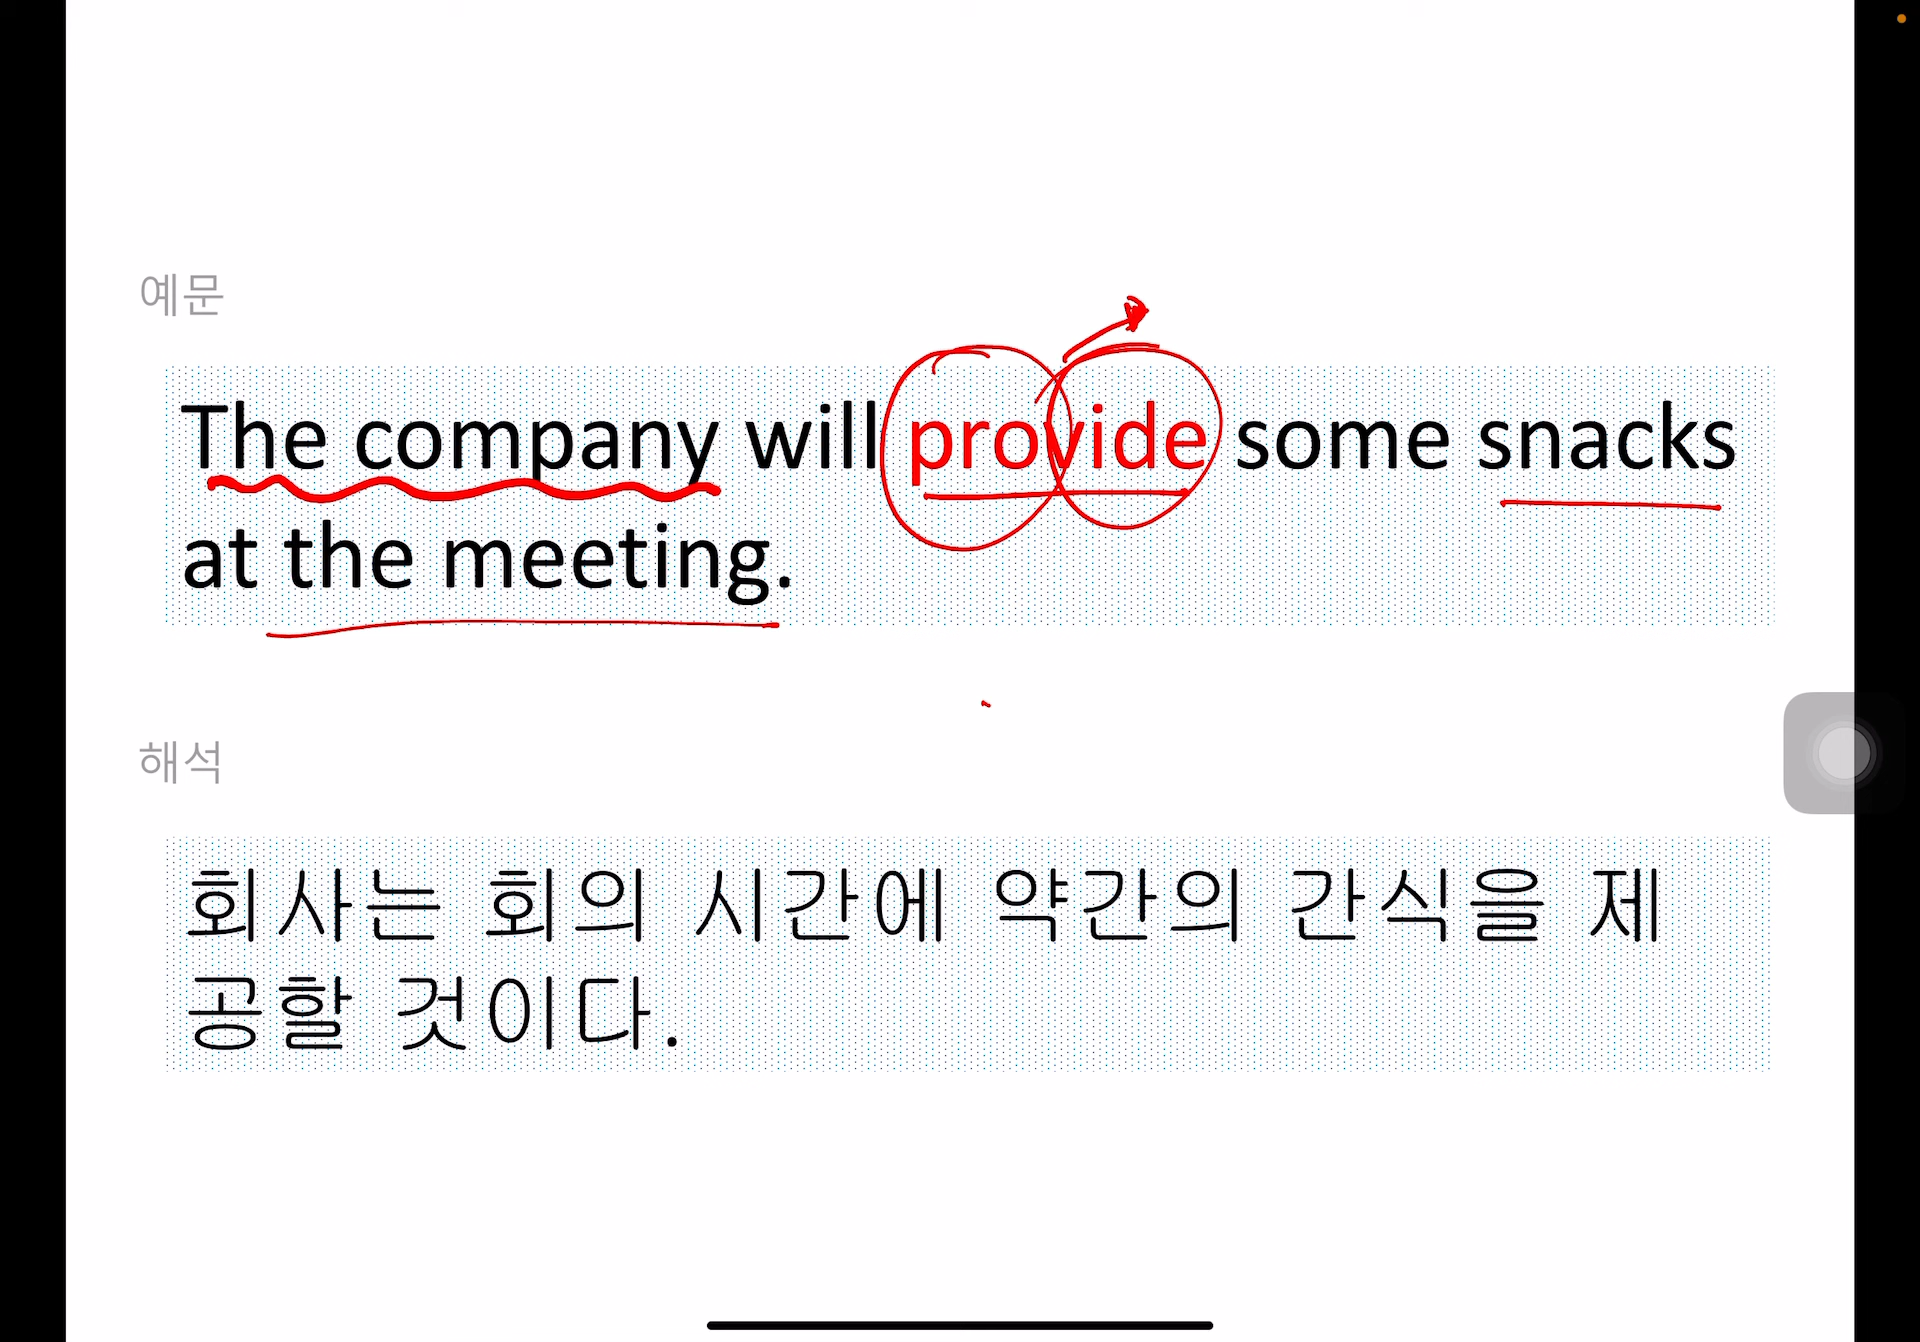 예문
The company will provide some snacks
at the meeting.
해석
회사는 회의 시간에 약간의 간식을 제
공할 것이다.